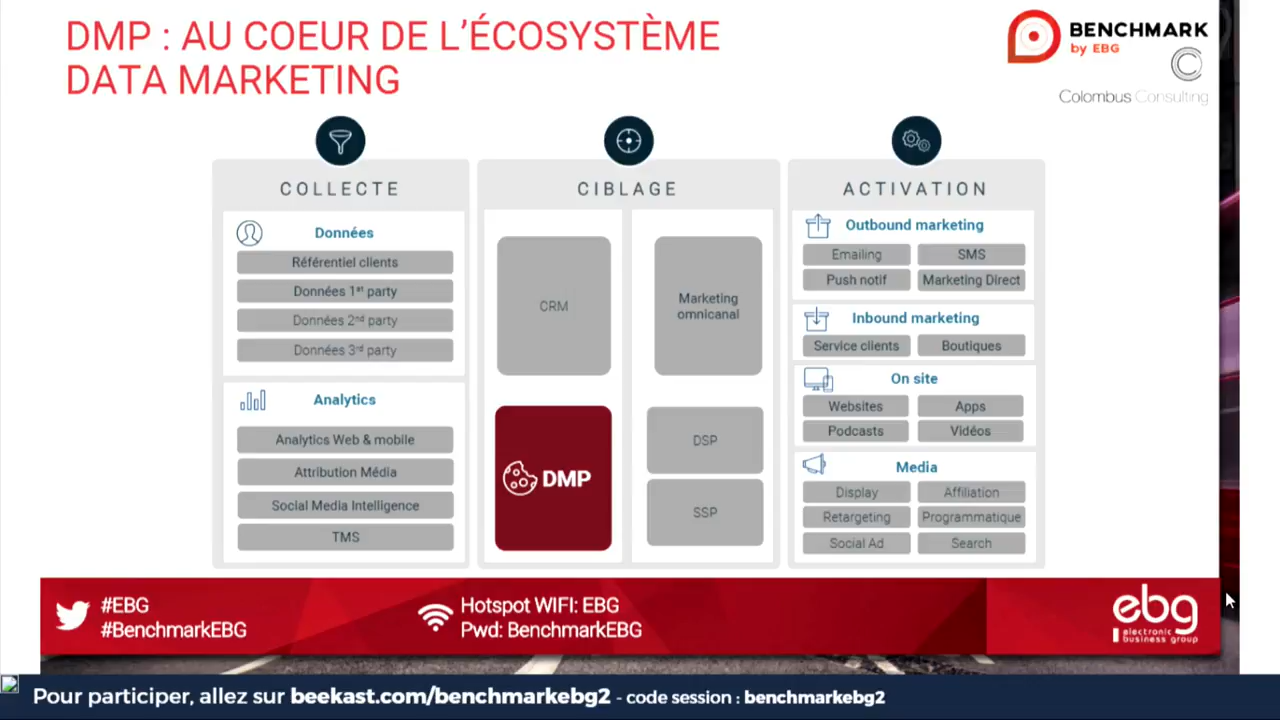 DMP : AU COEUR DE L'ÉCOSYSTÈME
DATA MARKETING
BENCHMARK
by EBG
Colombus Consulting
COLLECTE
Données
Référentiel clients
Données 1st party
Données 2nd party
Données 3rd party
Analytics
Analytics Web & mobile
Attribution Média
Social Media Intelligence
TMS
CIBLAGE
CRM
Marketing
omnicanal
DMP
DSP
SSP
ACTIVATION
Outbound marketing
Emailing
SMS
Push notif
Marketing Direct
Inbound marketing
Service clients
Boutiques
On site
Websites
Apps
Podcasts
Vidéos
Media
Display
Affiliation
Retargeting
Programmatique
Social Ad
Search
#EBG
#BenchmarkEBG
Hotspot WIFI: EBG
Pwd: BenchmarkEBG
ebg
electronic
business group
Pour participer, allez sur beekast.com/benchmarkebg2 - code session : benchmarkebg2